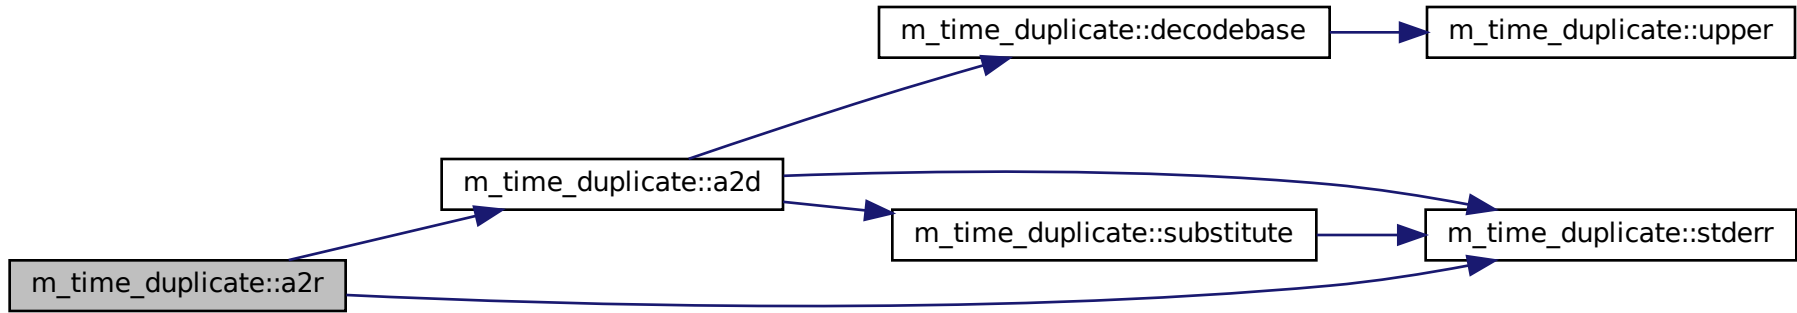 m_time_duplicate::decodebase
m_time_duplicate::upper
m_time_duplicate::a2d
m_time_duplicate::substitute
m_time_duplicate::stderr
m_time_duplicate::a2r